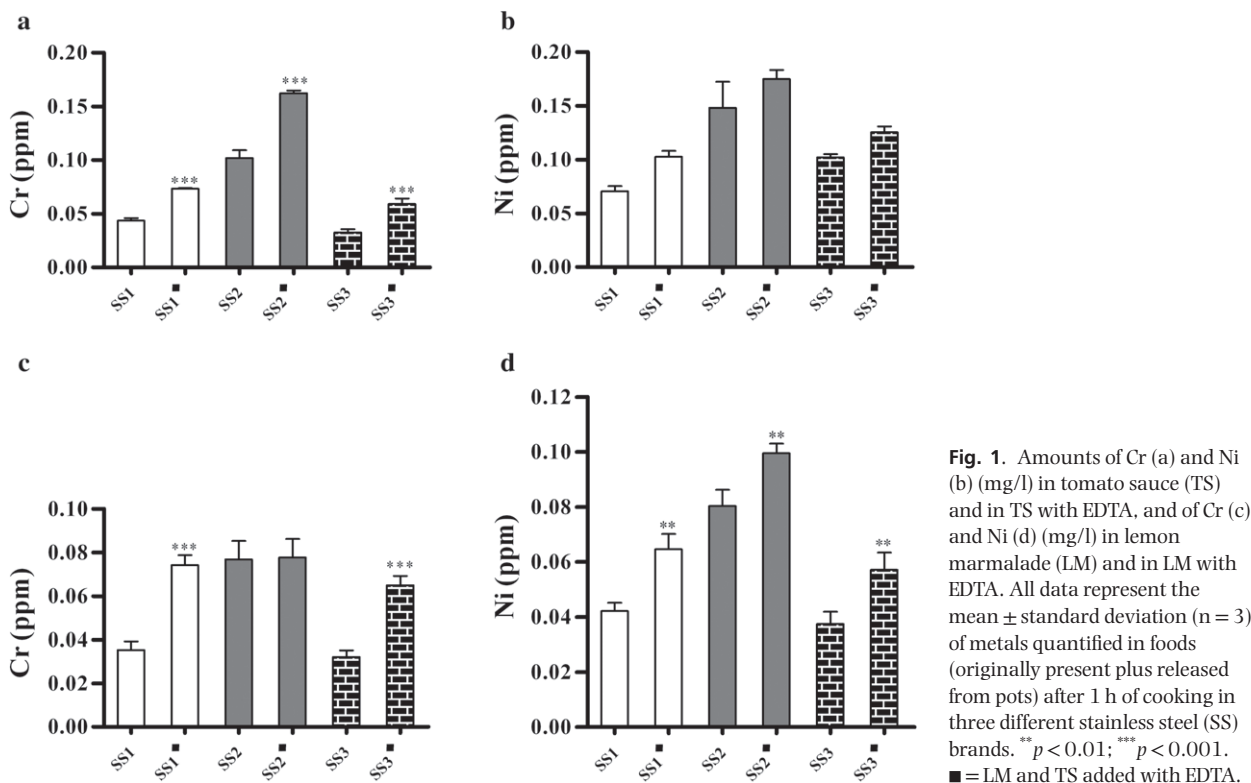 a
Cr (ppm)
0.20
0.15
0.10
0.05
0.00
***
***
***
SS1
SS1■
SS2
SS2■
SS3
SS3■
b
Ni (ppm)
0.20
0.15
0.10
0.05
0.00
SS1
SS1■
SS2
SS2■
SS3
SS3■
c
Cr (ppm)
0.10
0.08
0.06
0.04
0.02
0.00
***
***
SS1
SS1■
SS2
SS2■
SS3
SS3■
d
Ni (ppm)
0.12
0.10
0.08
0.06
0.04
0.02
0.00
**
**
**
SS1
SS1■
SS2
SS2■
SS3
SS3■
Fig. 1. Amounts of Cr (a) and Ni
(b) (mg/l) in tomato sauce (TS)
and in TS with EDTA, and of Cr (c)
and Ni (d) (mg/l) in lemon
marmalade (LM) and in LM with
EDTA. All data represent the
mean ± standard deviation (n = 3)
of metals quantified in foods
(originally present plus released
from pots) after 1 h of cooking in
three different stainless steel (SS)
brands. **p < 0.01; ***p < 0.001.
■ = LM and TS added with EDTA.